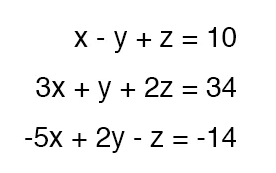 x - y + z = 10
3x + y + 2z = 34
-5x + 2y - z = -14